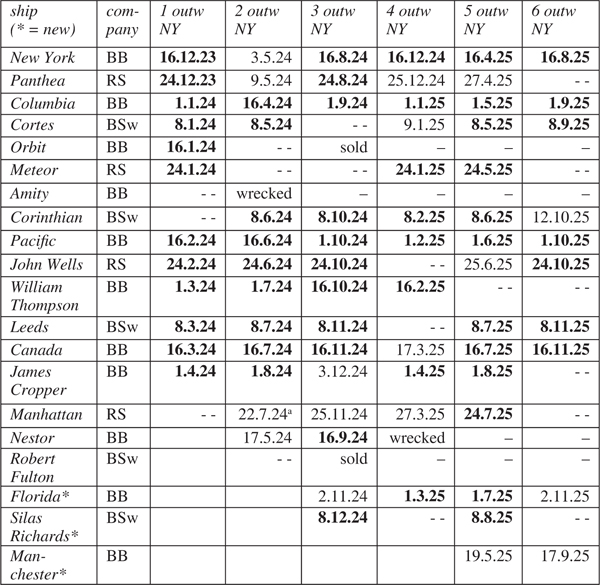 ship (* = new) | com-pany | 1 outw NY | 2 outw NY | 3 outw NY | 4 outw NY | 5 outw NY | 6 outw NY
New York | BB | 16.12.23 | 3.5.24 | 16.8.24 | 16.12.24 | 16.4.25 | 16.8.25
Panthea | RS | 24.12.23 | 9.5.24 | 24.8.24 | 25.12.24 | 27.4.25 | - -
Columbia | BB | 1.1.24 | 16.4.24 | 1.9.24 | 1.1.25 | 1.5.25 | 1.9.25
Cortes | BSw | 8.1.24 | 8.5.24 | - - | 9.1.25 | 8.5.25 | 8.9.25
Orbit | BB | 16.1.24 | - - | sold | – | – | –
Meteor | RS | 24.1.24 | - - | - - | 24.1.25 | 24.5.25 | - -
Amity | BB | - - | wrecked | – | – | – | –
Corinthian | BSw | - - | 8.6.24 | 8.10.24 | 8.2.25 | 8.6.25 | 12.10.25
Pacific | BB | 16.2.24 | 16.6.24 | 1.10.24 | 1.2.25 | 1.6.25 | 1.10.25
John Wells | RS | 24.2.24 | 24.6.24 | 24.10.24 | - - | 25.6.25 | 24.10.25
William Thompson | BB | 1.3.24 | 1.7.24 | 16.10.24 | 16.2.25 | - - | - -
Leeds | BSw | 8.3.24 | 8.7.24 | 8.11.24 | - - | 8.7.25 | 8.11.25
Canada | BB | 16.3.24 | 16.7.24 | 16.11.24 | 17.3.25 | 16.7.25 | 16.11.25
James Cropper | BB | 1.4.24 | 1.8.24 | 3.12.24 | 1.4.25 | 1.8.25 | - -
Manhattan | RS | - - | 22.7.24ᵃ | 25.11.24 | 27.3.25 | 24.7.25 | - -
Nestor | BB | | 17.5.24 | 16.9.24 | wrecked | – | –
Robert Fulton | BSw | | - - | sold | – | – | –
Florida* | BB | | | 2.11.24 | 1.3.25 | 1.7.25 | 2.11.25
Silas Richards* | BSw | | | 8.12.24 | - - | 8.8.25 | - -
Man-chester* | BB | | | | | 19.5.25 | 17.9.25